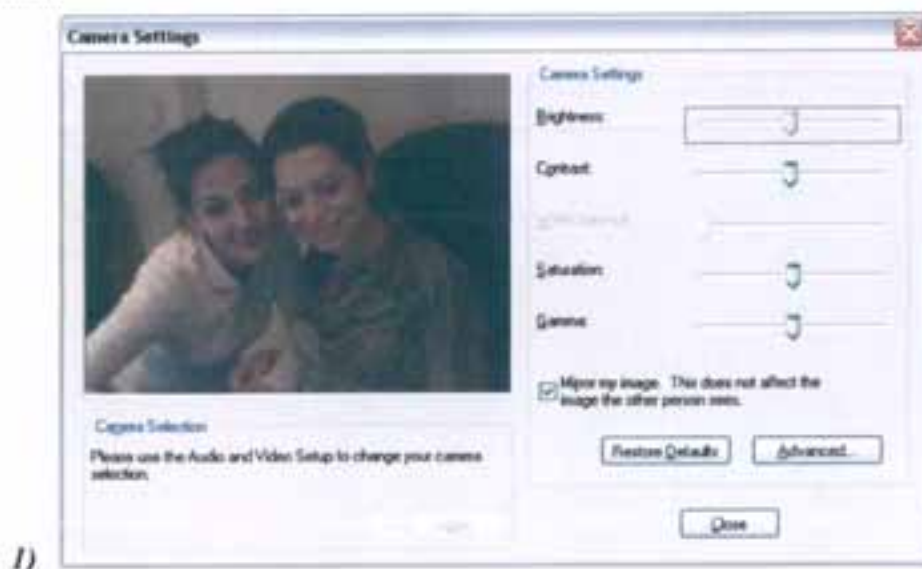 Camera Settings
Camera Settings
Brightness:
Contrast:
Saturation:
Gamma:
Mirror my image. This does not affect the
image the other person sees.
Restore Defaults
Advanced...
Camera Selection
Please use the Audio and Video Setup to change your camera
selection.
Close
D